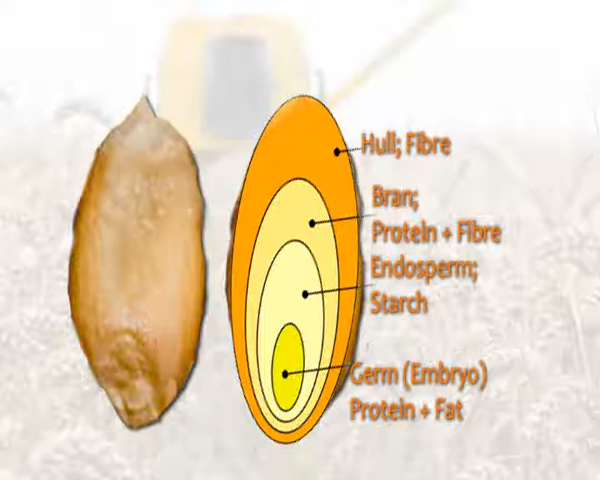 Hull; Fibre
Bran;
Protein + Fibre
Endosperm;
Starch
Germ (Embryo)
Protein + Fat